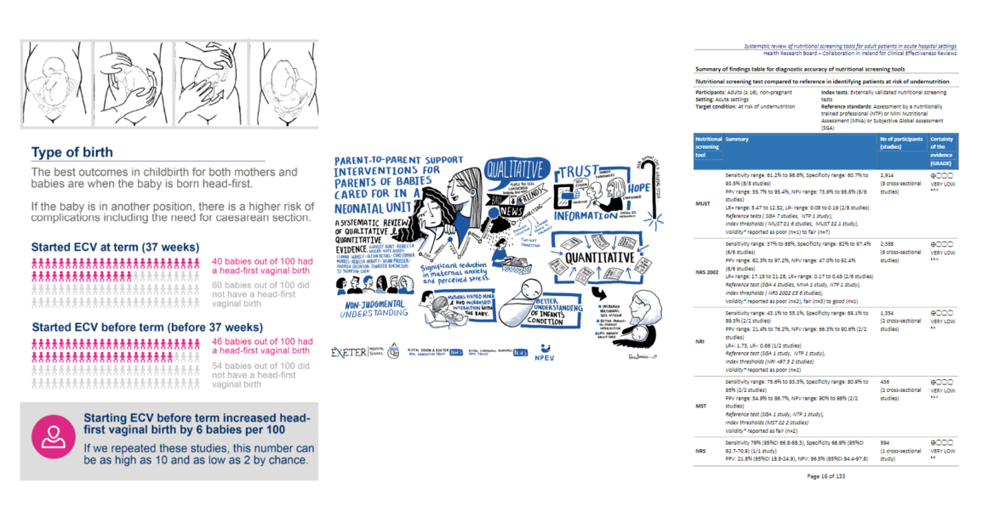 Type of birth
The best outcomes in childbirth for both mothers and
babies are when the baby is born head-first.
If the baby is in another position, there is a higher risk of
complications including the need for caesarean section.
Started ECV at term (37 weeks)
40 babies out of 100 had
a head-first vaginal birth
60 babies out of 100 did
not have a head-first
vaginal birth
Started ECV before term (before 37 weeks)
46 babies out of 100 had
a head-first vaginal birth
54 babies out of 100 did
not have a head-first
vaginal birth
Starting ECV before term increased head-
first vaginal birth by 6 babies per 100
If we repeated these studies, this number can
be as high as 10 and as low as 2 by chance.
PARENT-TO-PARENT SUPPORT
INTERVENTIONS FOR
PARENTS OF BABIES
CARED FOR IN A
NEONATAL UNIT
A SYSTEMATIC REVIEW
OF QUALITATIVE &
QUANTITATIVE
EVIDENCE
NON-JUDGMENTAL
UNDERSTANDING
QUALITATIVE
BAD
NEWS
FRIENDS
TRUST
HOPE
INFORMATION
QUANTITATIVE
Significant reduction
in maternal anxiety
and perceived stress.
MOTHERS VISITED MORE
& HAD INCREASED
INTERACTION WITH
THE BABY.
BETTER
UNDERSTANDING
OF INFANT'S
CONDITION
INCREASED
MATERNAL
SELF-ESTEEM
EXETER MEDICAL SCHOOL
NHS
NHS
NPEU
Systematic review of nutritional screening tools for adult patients in acute hospital settings
Health Research Board – Collaboration in Ireland for Clinical Effectiveness Reviews
Summary of findings table for diagnostic accuracy of nutritional screening tools
Nutritional screening test compared to reference in identifying patients at risk of undernutrition
Participants: Adults (≥ 18), non-pregnant
Setting: Acute settings
Target condition: At risk of undernutrition
Index tests: Externally validated nutritional screening
tests
Reference standards: Assessment by a nutritionally
trained professional (NTP) or Mini Nutritional
Assessment (MNA) or Subjective Global Assessment
(SGA)
Nutritional screening tool
Summary
№ of participants (studies)
Certainty of the evidence (GRADE)
MUST
Sensitivity range: 61.2% to 96.6%, Specificity range: 60.7% to
93.5% (8/8 studies)
PPV range: 55.7% to 95.4%, NPV range: 73.9% to 98.8% (8/8
studies)
LR+ range: 5.47 to 12.52, LR- range: 0.08 to 0.19 (2/8 studies)
Reference tests ( SGA 7 studies, NTP 1 study),
Index thresholds ( MUST ≥1 6 studies, MUST ≥2 1 study),
Validity* reported as poor (n=1) to fair (n=7)
2,914
(8 cross-sectional
studies)
VERY LOW
NRS 2002
Sensitivity range: 37% to 88%, Specificity range: 82% to 97.4%
(6/6 studies)
PPV range: 62.3% to 97.2%, NPV range: 47.0% to 92.4%
(6/6 studies)
LR+ range: 17.18 to 21.28, LR+ range: 0.17 to 0.45 (2/6 studies)
Reference test (SGA 4 studies, MNA 1 study, NTP 1 study),
Index thresholds ( NRS 2002 ≥3 6 studies),
Validity* reported as poor (n=2), fair (n=3) to good (n=1)
2,388
(6 cross-sectional
studies)
VERY LOW
NRI
Sensitivity range: 43.1% to 55.1%, Specificity range: 68.1% to
89.3% (2/2 studies)
PPV range: 21.4% to 76.2%, NPV range: 66.3% to 90.6% (2/2
studies)
LR+: 1.73, LR-: 0.66 (1/2 studies)
Reference test (SGA 1 study, NTP 1 study),
Index thresholds (NRI <97.5 2 studies)
Validity* reported as poor (n=2)
1,354
(2 cross-sectional
studies)
VERY LOW
MST
Sensitivity range: 75.6% to 93.3%, Specificity range: 80.9% to
95% (2/2 studies)
PPV range: 54.9% to 86.7%, NPV range: 90% to 98% (2/2
studies)
Reference test (SGA 1 study, NTP 1 study),
Index thresholds (MST ≥2 2 studies)
Validity* reported as fair (n=2)
436
(2 cross-sectional
studies)
VERY LOW
NRS
Sensitivity 79% (95%CI 66.8-88.3), Specificity 66.9% (95%CI
62.7-70.9) (1/1 study)
PPV: 21.8% (95%CI 18.9-24.9), NPV: 96.5% (95%CI 94.4-97.8)
594
(1 cross-sectional
study)
VERY LOW
Page 16 of 133